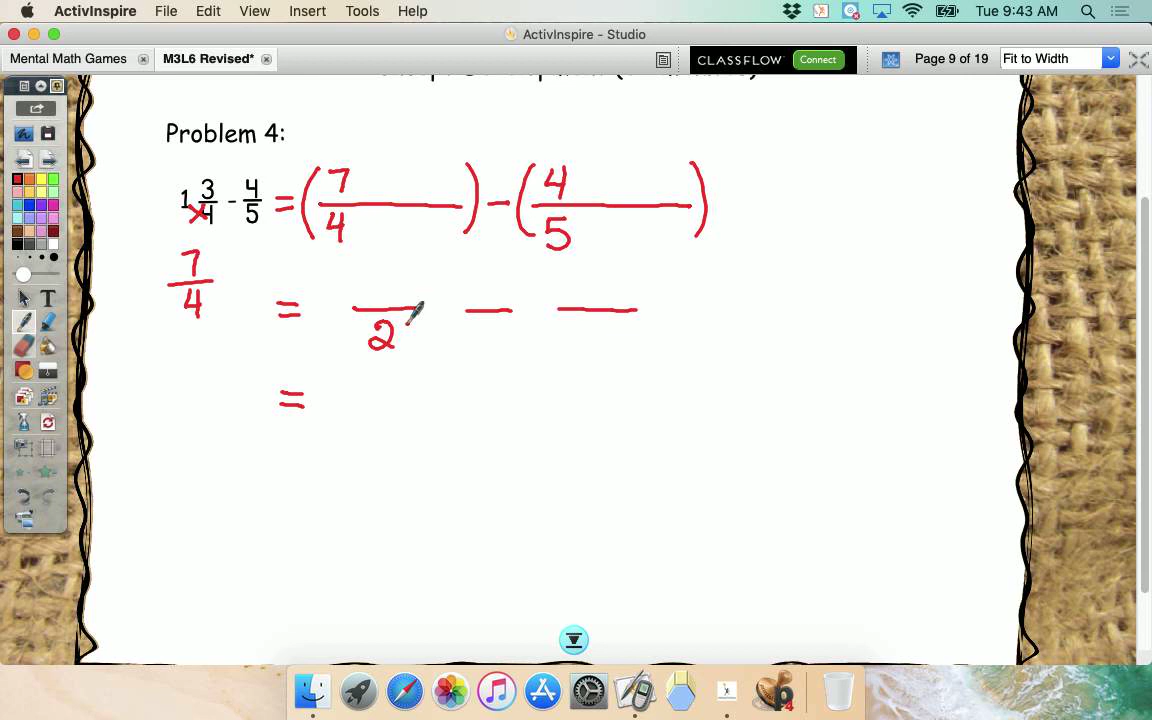 ActivInspire File Edit View Insert Tools Help Tue 9:43 AM
ActivInspire - Studio
Mental Math Games M3L6 Revised* CLASSFLOW Connect Page 9 of 19 Fit to Width
Problem 4:
1 3/4 - 4/5 = (7/4) - (4/5)
7/4
= /2 -
=
T